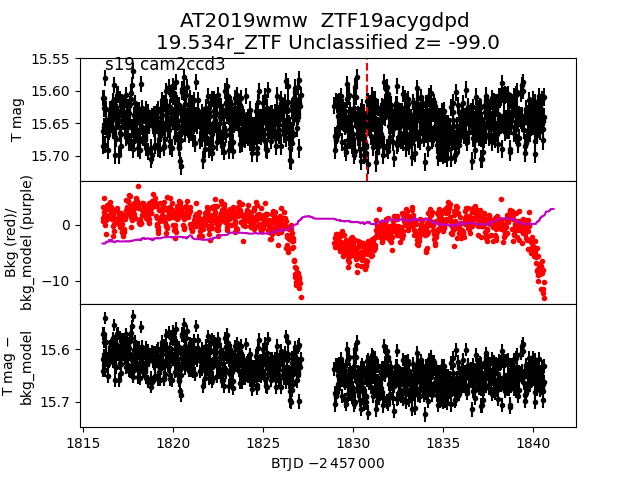 AT2019wmw  ZTF19acygdpd
19.534r_ZTF Unclassified z= -99.0
s19 cam2ccd3
15.55
15.60
15.65
15.70
T mag
0
−10
Bkg (red)/
bkg_model (purple)
15.6
15.7
T mag −
bkg_model
1815
1820
1825
1830
1835
1840
BTJD −2 457 000